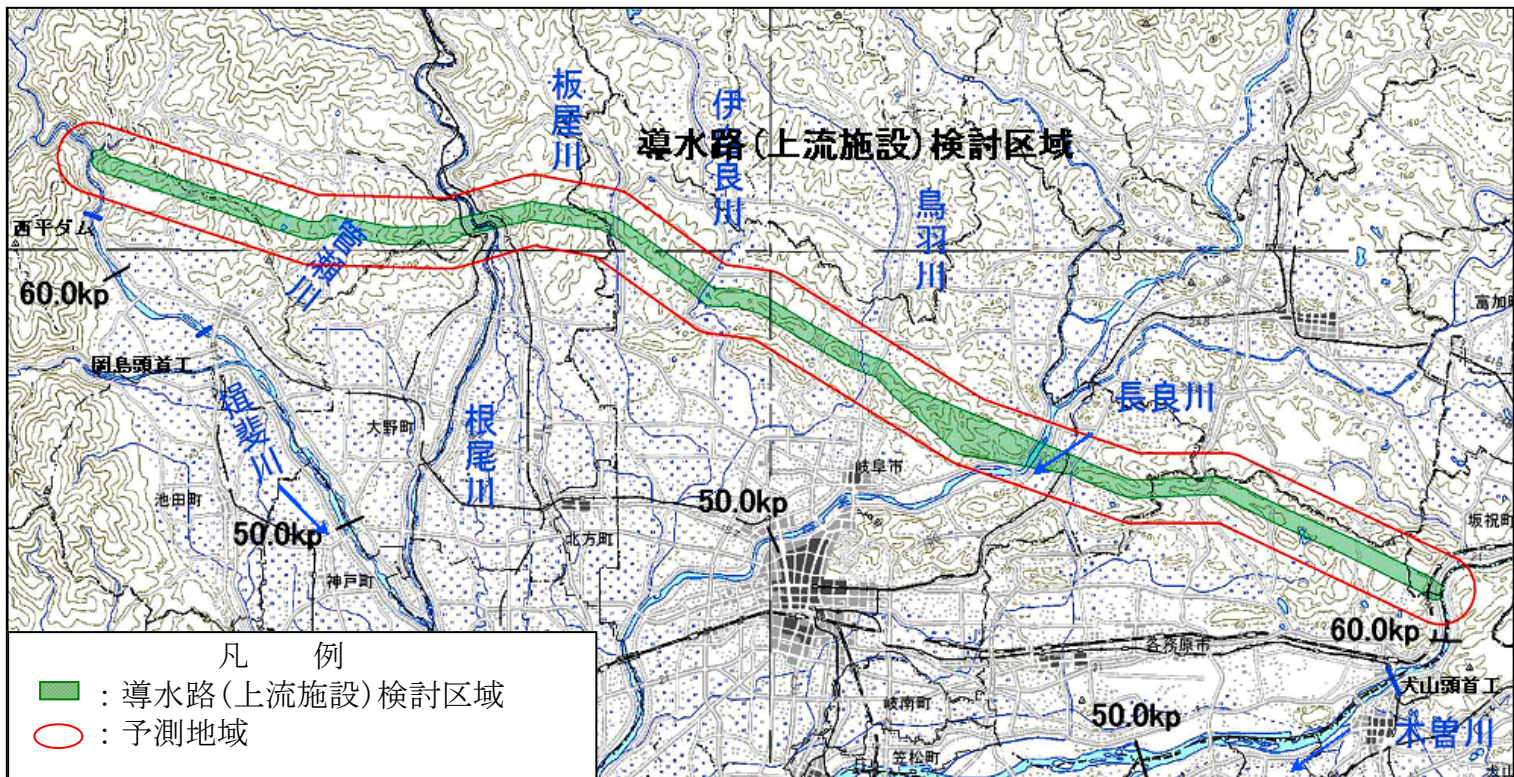 板屋川
伊自良川
導水路(上流施設)検討区域
鳥羽川
西平ダム
管瀬川
60.0kp
富加町
岡島頭首工
揖斐川
大野町
根尾川
長良川
岐阜市
池田町
50.0kp
50.0kp
北方町
坂祝町
神戸町
60.0kp
各務原市
犬山頭首工
岐南町
50.0kp
木曽川
笠松町
凡 例
:導水路(上流施設)検討区域
:予測地域